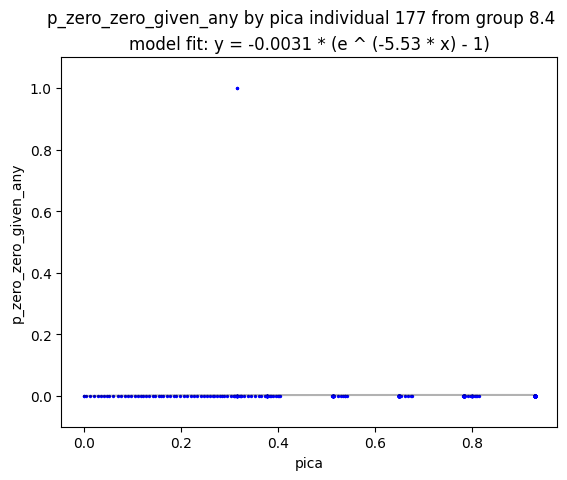 p_zero_zero_given_any by pica individual 177 from group 8.4
model fit: y = -0.0031 * (e ^ (-5.53 * x) - 1)
1.0
0.8
0.6
0.4
0.2
0.0
p_zero_zero_given_any
0.0 0.2 0.4 0.6 0.8
pica